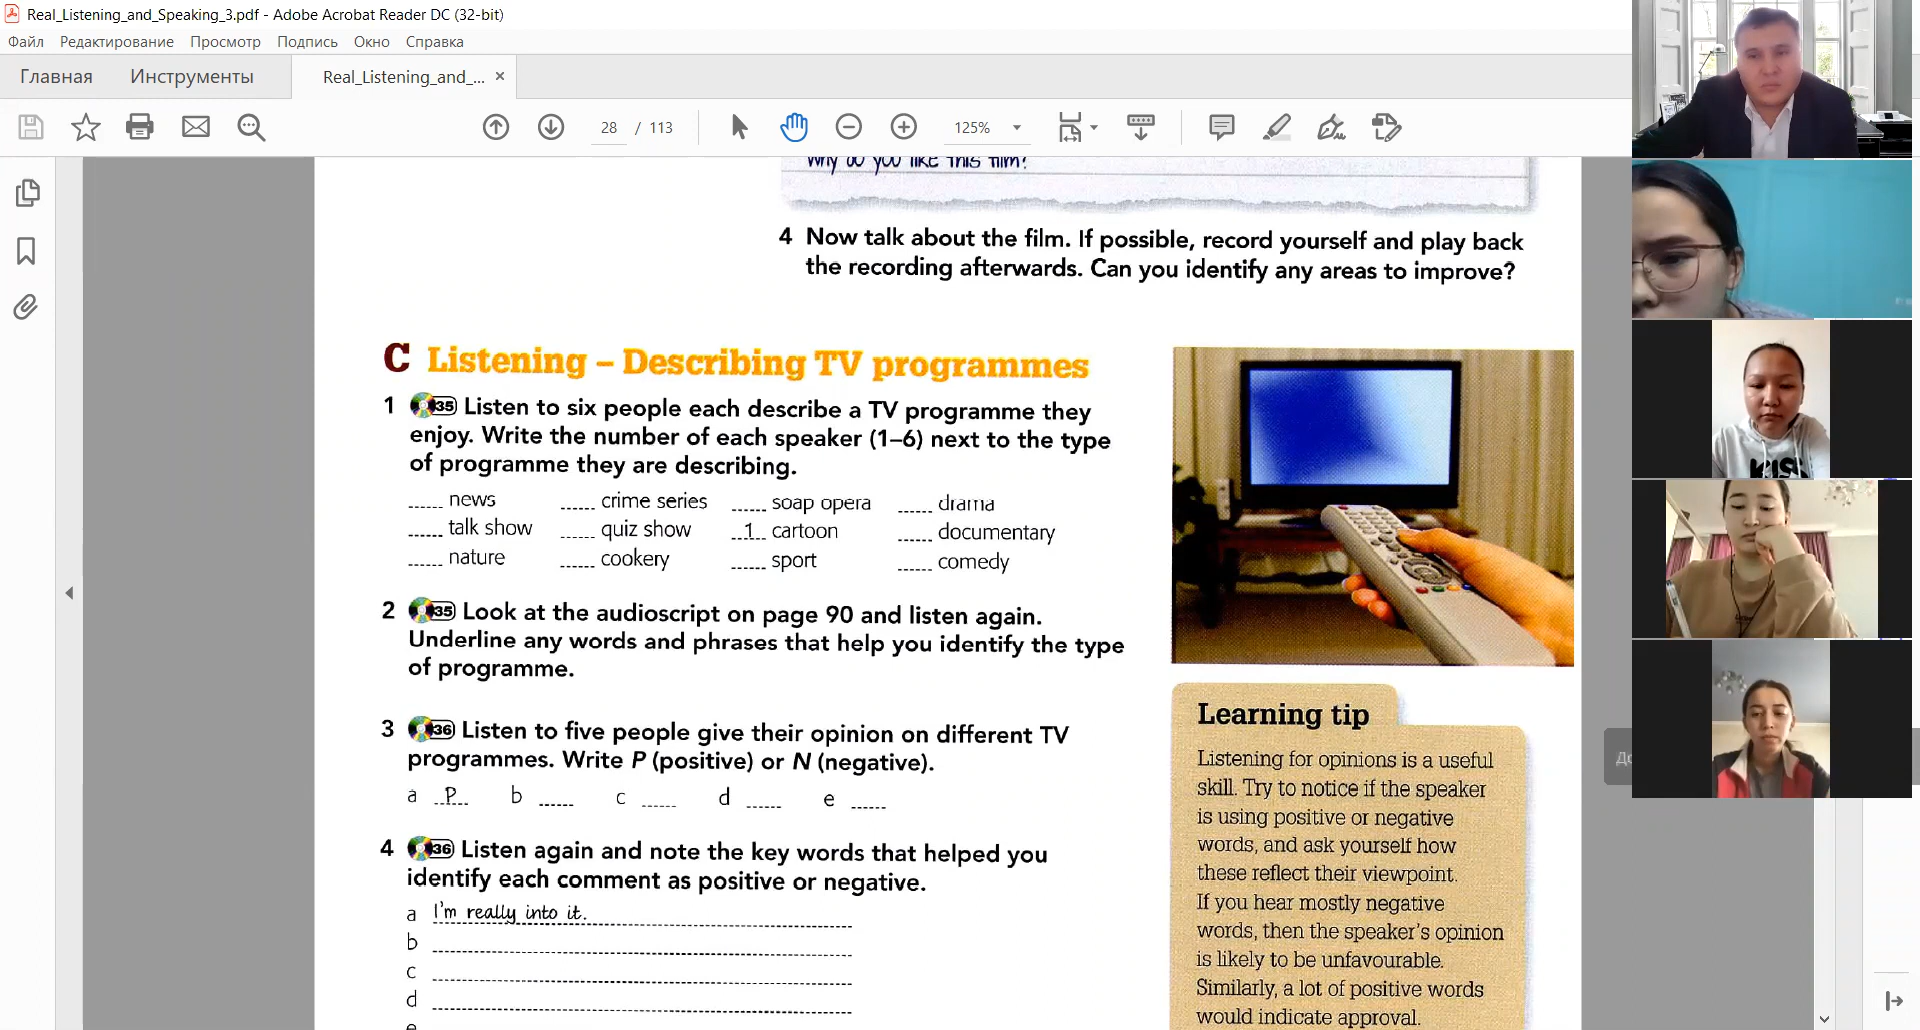 Real_Listening_and_Speaking_3.pdf - Adobe Acrobat Reader DC (32-bit)
Файл Редактирование Просмотр Подпись Окно Справка
Главная Инструменты Real_Listening_and_... ×
28 / 113 125%
Why do you like this film?
4 Now talk about the film. If possible, record yourself and play back
the recording afterwards. Can you identify any areas to improve?
C Listening – Describing TV programmes
1 35 Listen to six people each describe a TV programme they
enjoy. Write the number of each speaker (1–6) next to the type
of programme they are describing.
...... news ...... crime series ...... soap opera ...... drama
...... talk show ...... quiz show ..1... cartoon ...... documentary
...... nature ...... cookery ...... sport ...... comedy
2 35 Look at the audioscript on page 90 and listen again.
Underline any words and phrases that help you identify the type
of programme.
3 36 Listen to five people give their opinion on different TV
programmes. Write P (positive) or N (negative).
a ..P... b ...... c ...... d ...... e ......
4 36 Listen again and note the key words that helped you
identify each comment as positive or negative.
a I'm really into it.
b
c
d
e
Learning tip
Listening for opinions is a useful
skill. Try to notice if the speaker
is using positive or negative
words, and ask yourself how
these reflect their viewpoint.
If you hear mostly negative
words, then the speaker's opinion
is likely to be unfavourable.
Similarly, a lot of positive words
would indicate approval.
KISS